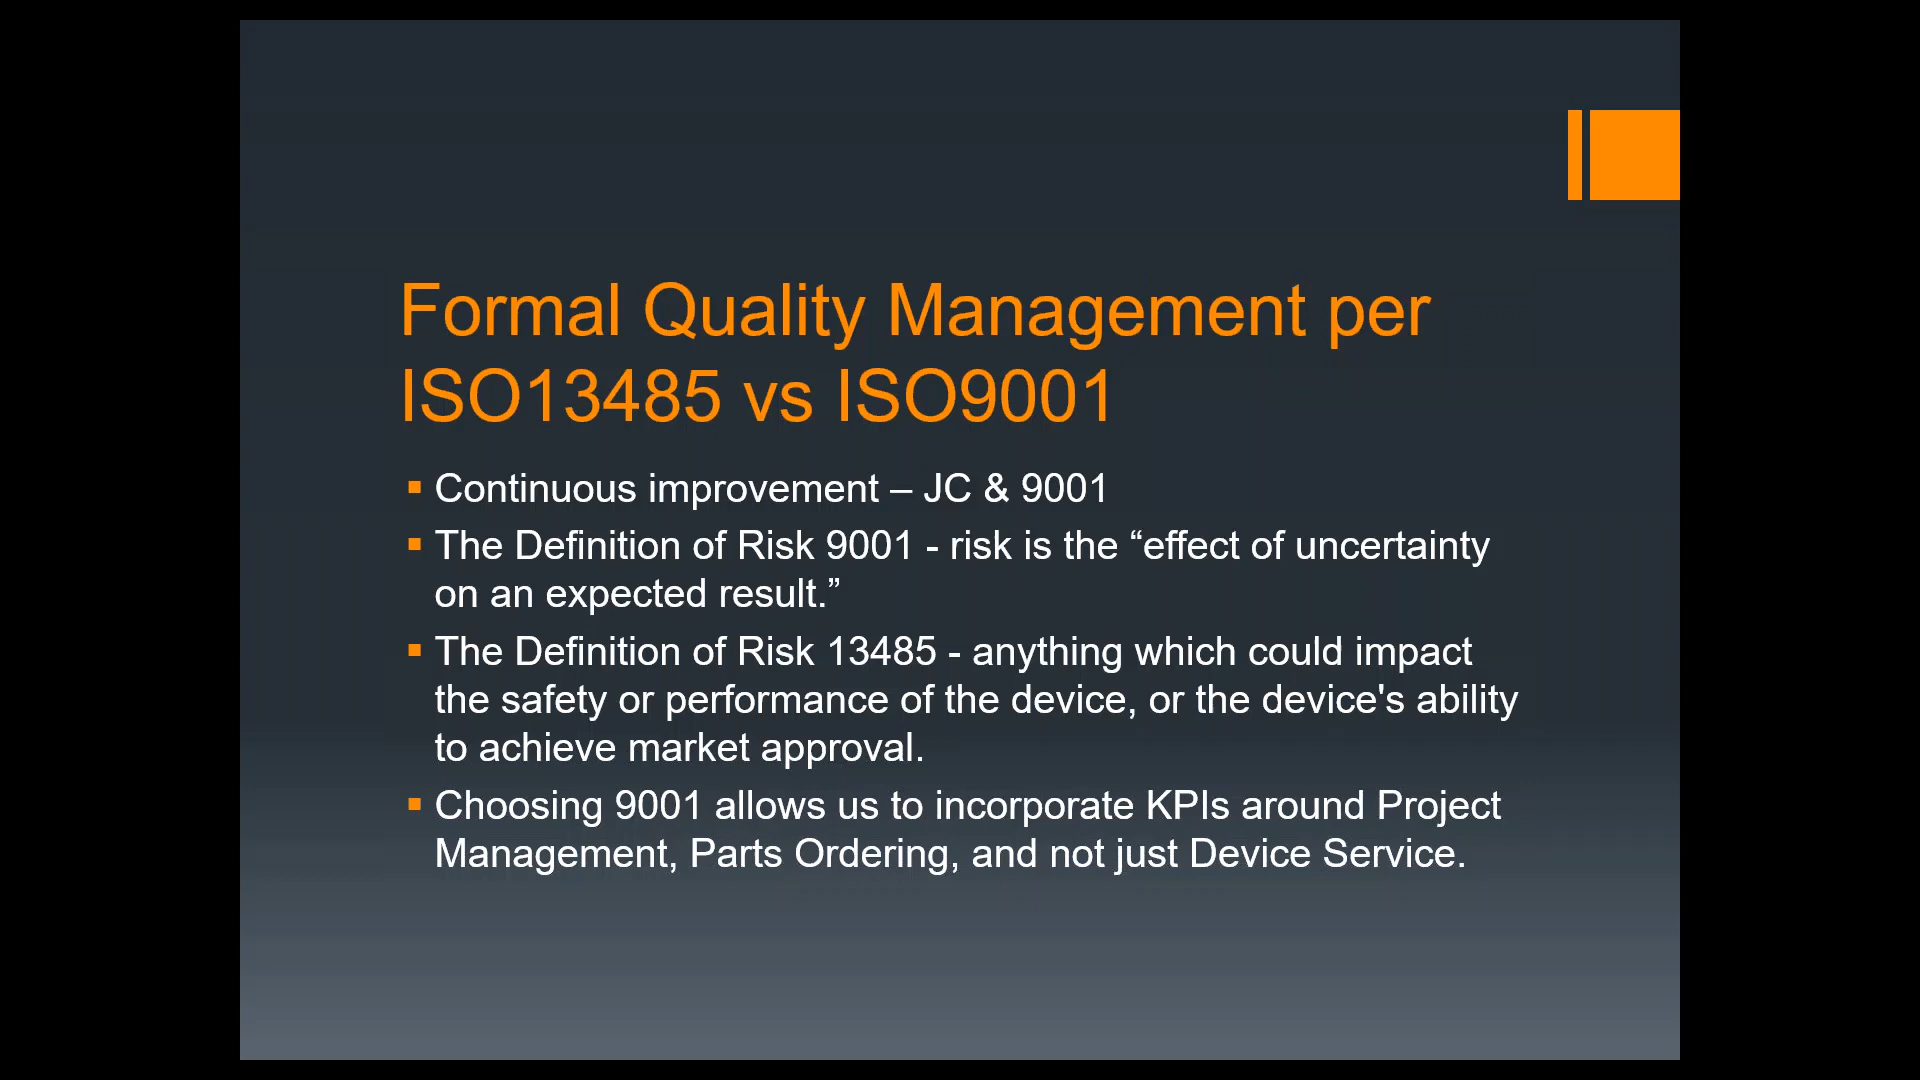 Formal Quality Management per
ISO13485 vs ISO9001
Continuous improvement – JC & 9001
The Definition of Risk 9001 - risk is the “effect of uncertainty
on an expected result.”
The Definition of Risk 13485 - anything which could impact
the safety or performance of the device, or the device's ability
to achieve market approval.
Choosing 9001 allows us to incorporate KPIs around Project
Management, Parts Ordering, and not just Device Service.